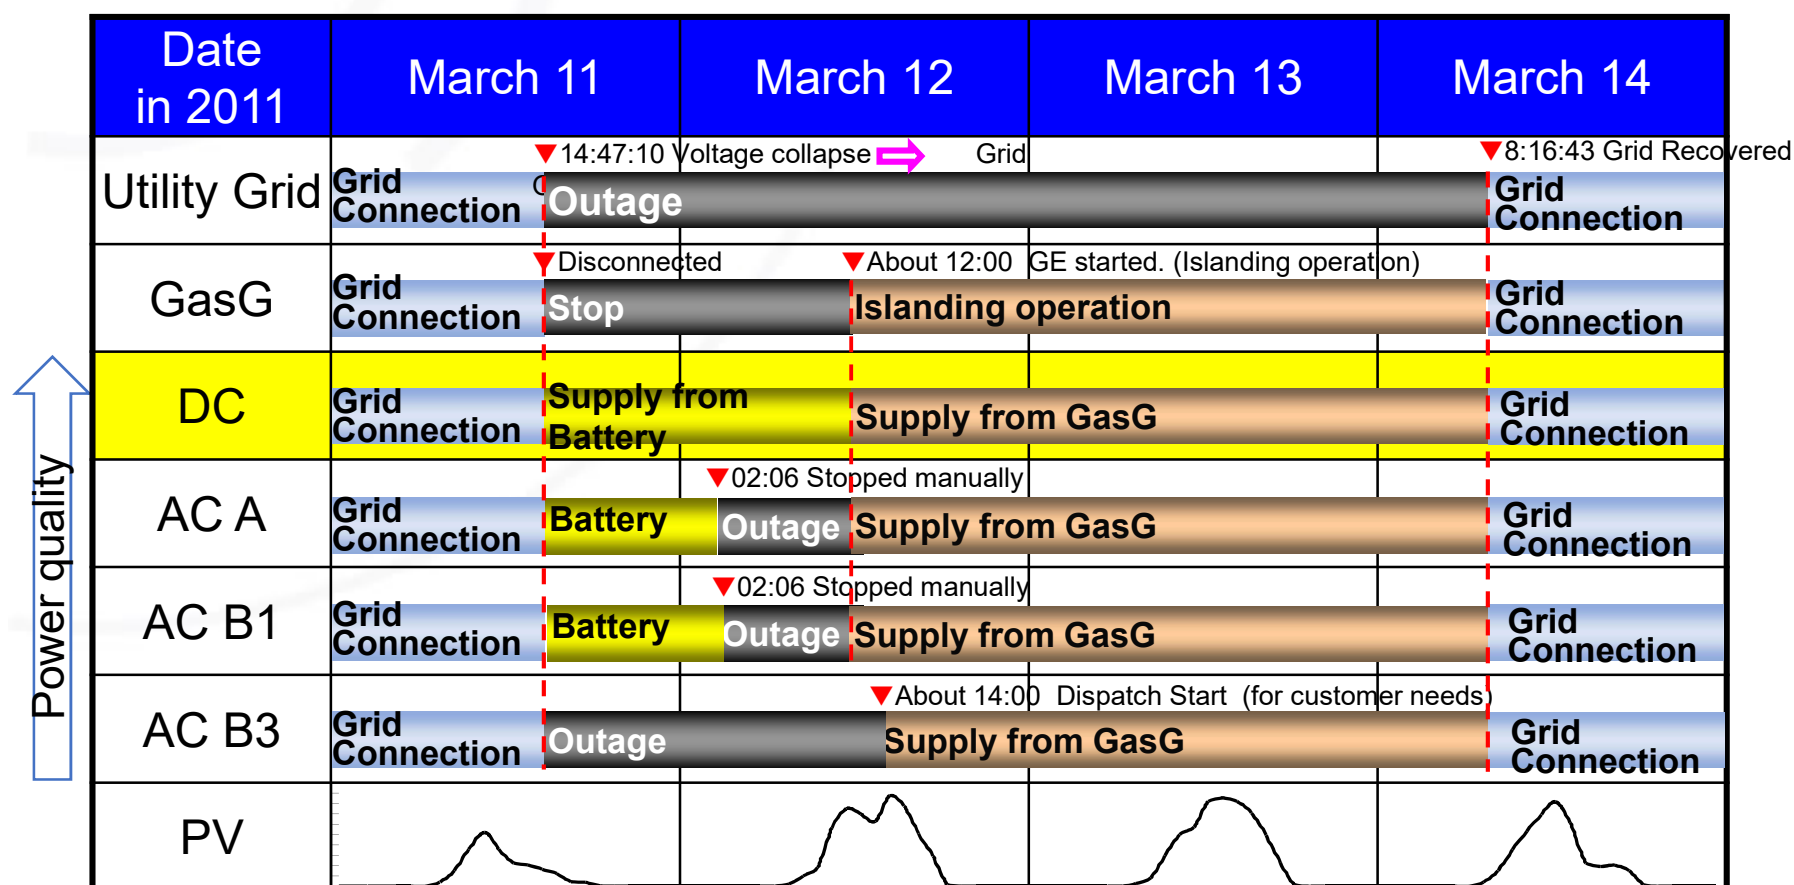 Date
in 2011
March 11
March 12
March 13
March 14
Utility Grid
14:47:10 Voltage collapse
Grid
8:16:43 Grid Recovered
Grid
Connection
Outage
Grid
Connection
GasG
Disconnected
About 12:00 GE started. (Islanding operation)
Grid
Connection
Stop
Islanding operation
Grid
Connection
DC
Grid
Connection
Supply from
Battery
Supply from GasG
Grid
Connection
AC A
02:06 Stopped manually
Grid
Connection
Battery
Outage
Supply from GasG
Grid
Connection
AC B1
02:06 Stopped manually
Grid
Connection
Battery
Outage
Supply from GasG
Grid
Connection
AC B3
About 14:00 Dispatch Start (for customer needs)
Grid
Connection
Outage
Supply from GasG
Grid
Connection
PV
Power quality